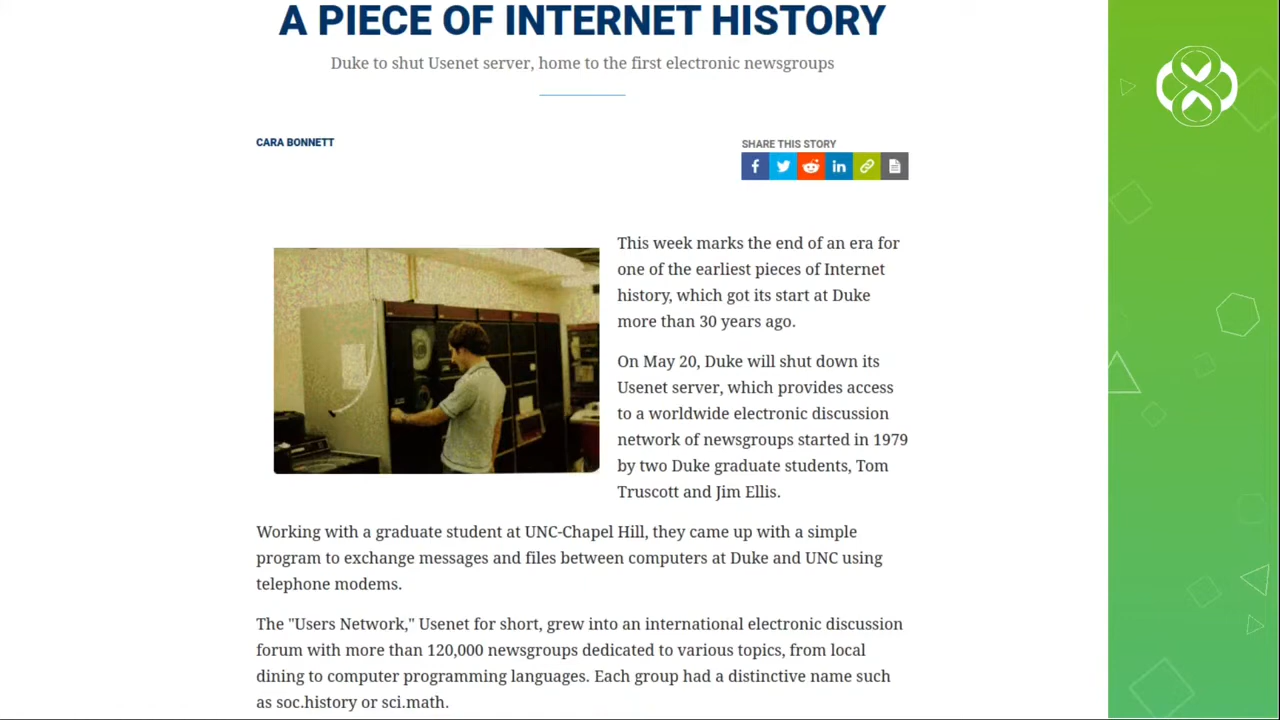 A PIECE OF INTERNET HISTORY
Duke to shut Usenet server, home to the first electronic newsgroups
CARA BONNETT
SHARE THIS STORY
This week marks the end of an era for
one of the earliest pieces of Internet
history, which got its start at Duke
more than 30 years ago.
On May 20, Duke will shut down its
Usenet server, which provides access
to a worldwide electronic discussion
network of newsgroups started in 1979
by two Duke graduate students, Tom
Truscott and Jim Ellis.
Working with a graduate student at UNC-Chapel Hill, they came up with a simple
program to exchange messages and files between computers at Duke and UNC using
telephone modems.
The "Users Network," Usenet for short, grew into an international electronic discussion
forum with more than 120,000 newsgroups dedicated to various topics, from local
dining to computer programming languages. Each group had a distinctive name such
as soc.history or sci.math.